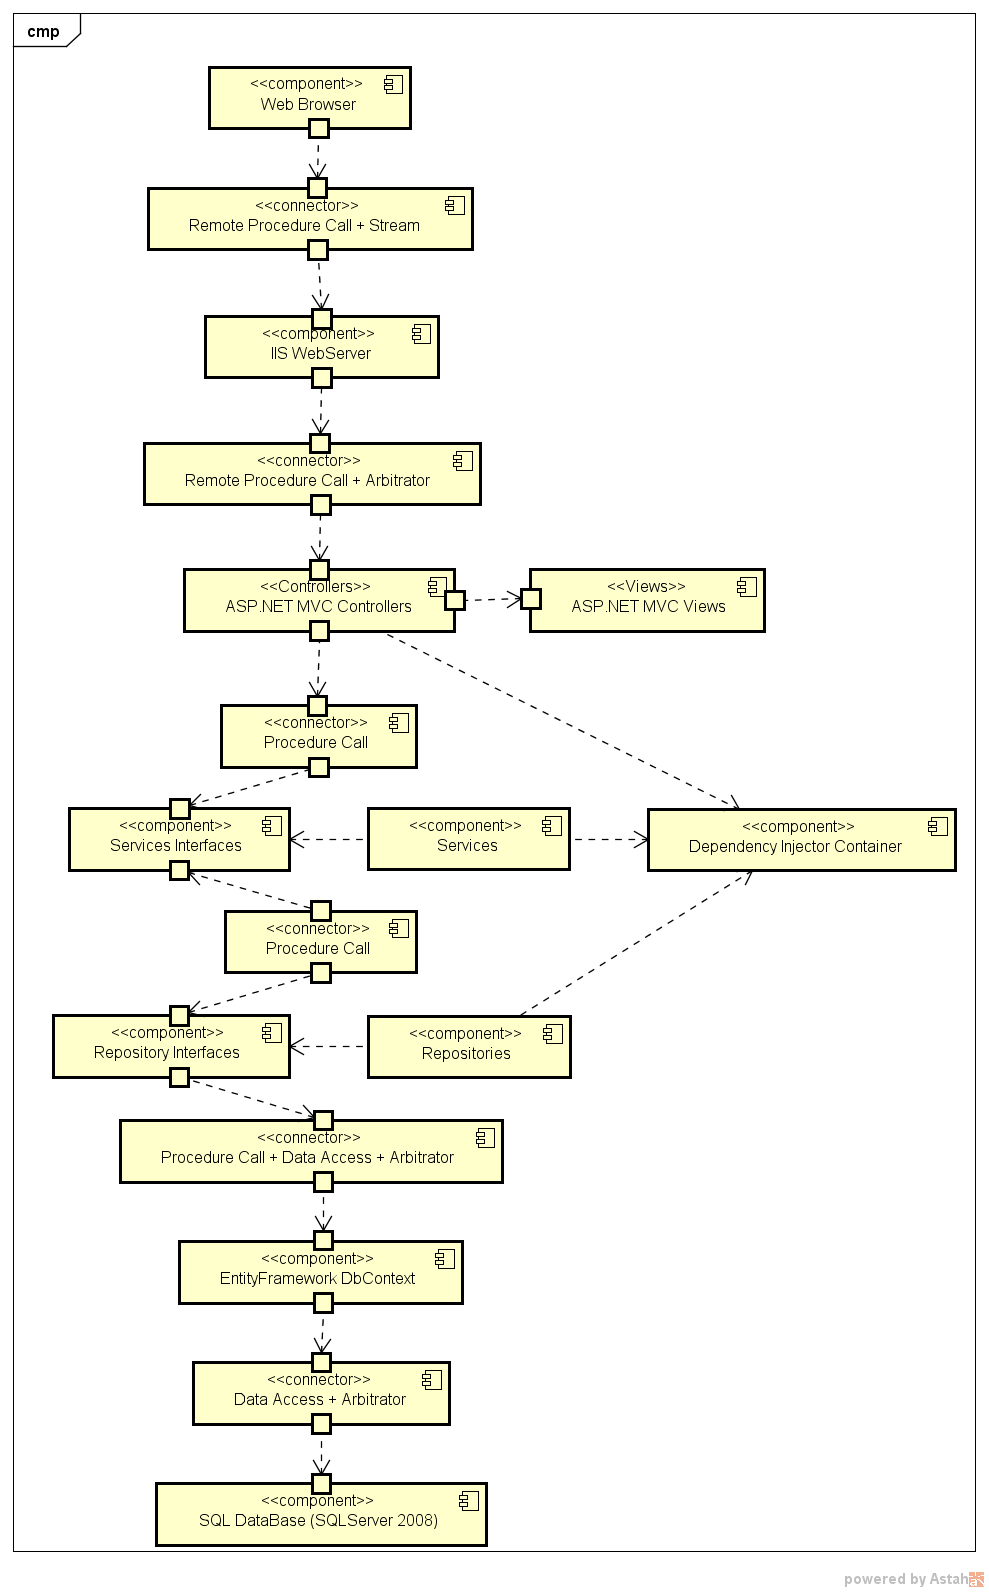 cmp
<<component>>
Web Browser
<<connector>>
Remote Procedure Call + Stream
<<component>>
IIS WebServer
<<connector>>
Remote Procedure Call + Arbitrator
<<Controllers>>
ASP.NET MVC Controllers
<<Views>>
ASP.NET MVC Views
<<connector>>
Procedure Call
<<component>>
Services Interfaces
<<component>>
Services
<<component>>
Dependency Injector Container
<<connector>>
Procedure Call
<<component>>
Repository Interfaces
<<component>>
Repositories
<<connector>>
Procedure Call + Data Access + Arbitrator
<<component>>
EntityFramework DbContext
<<connector>>
Data Access + Arbitrator
<<component>>
SQL DataBase (SQLServer 2008)
powered by Astah